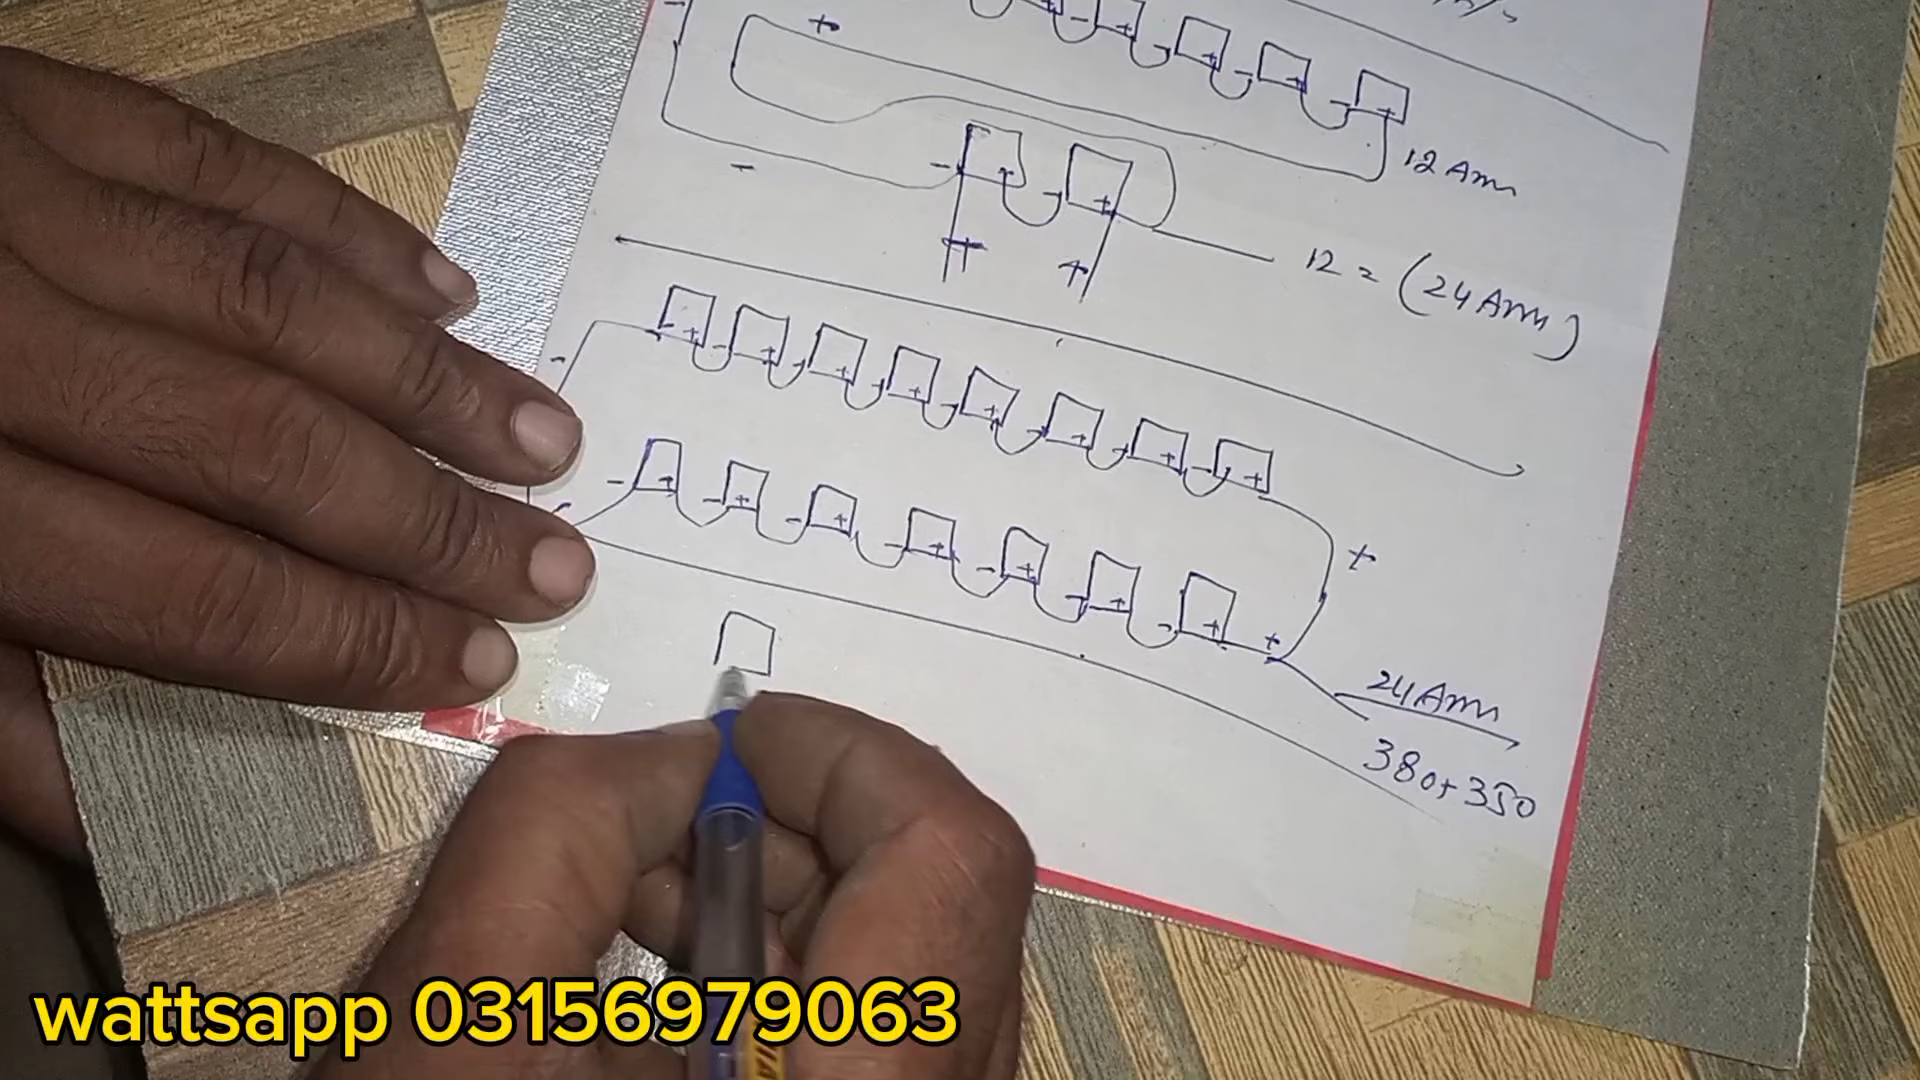 12 Am
12 = (24 Am)
24 Am
380+350
wattsapp 03156979063